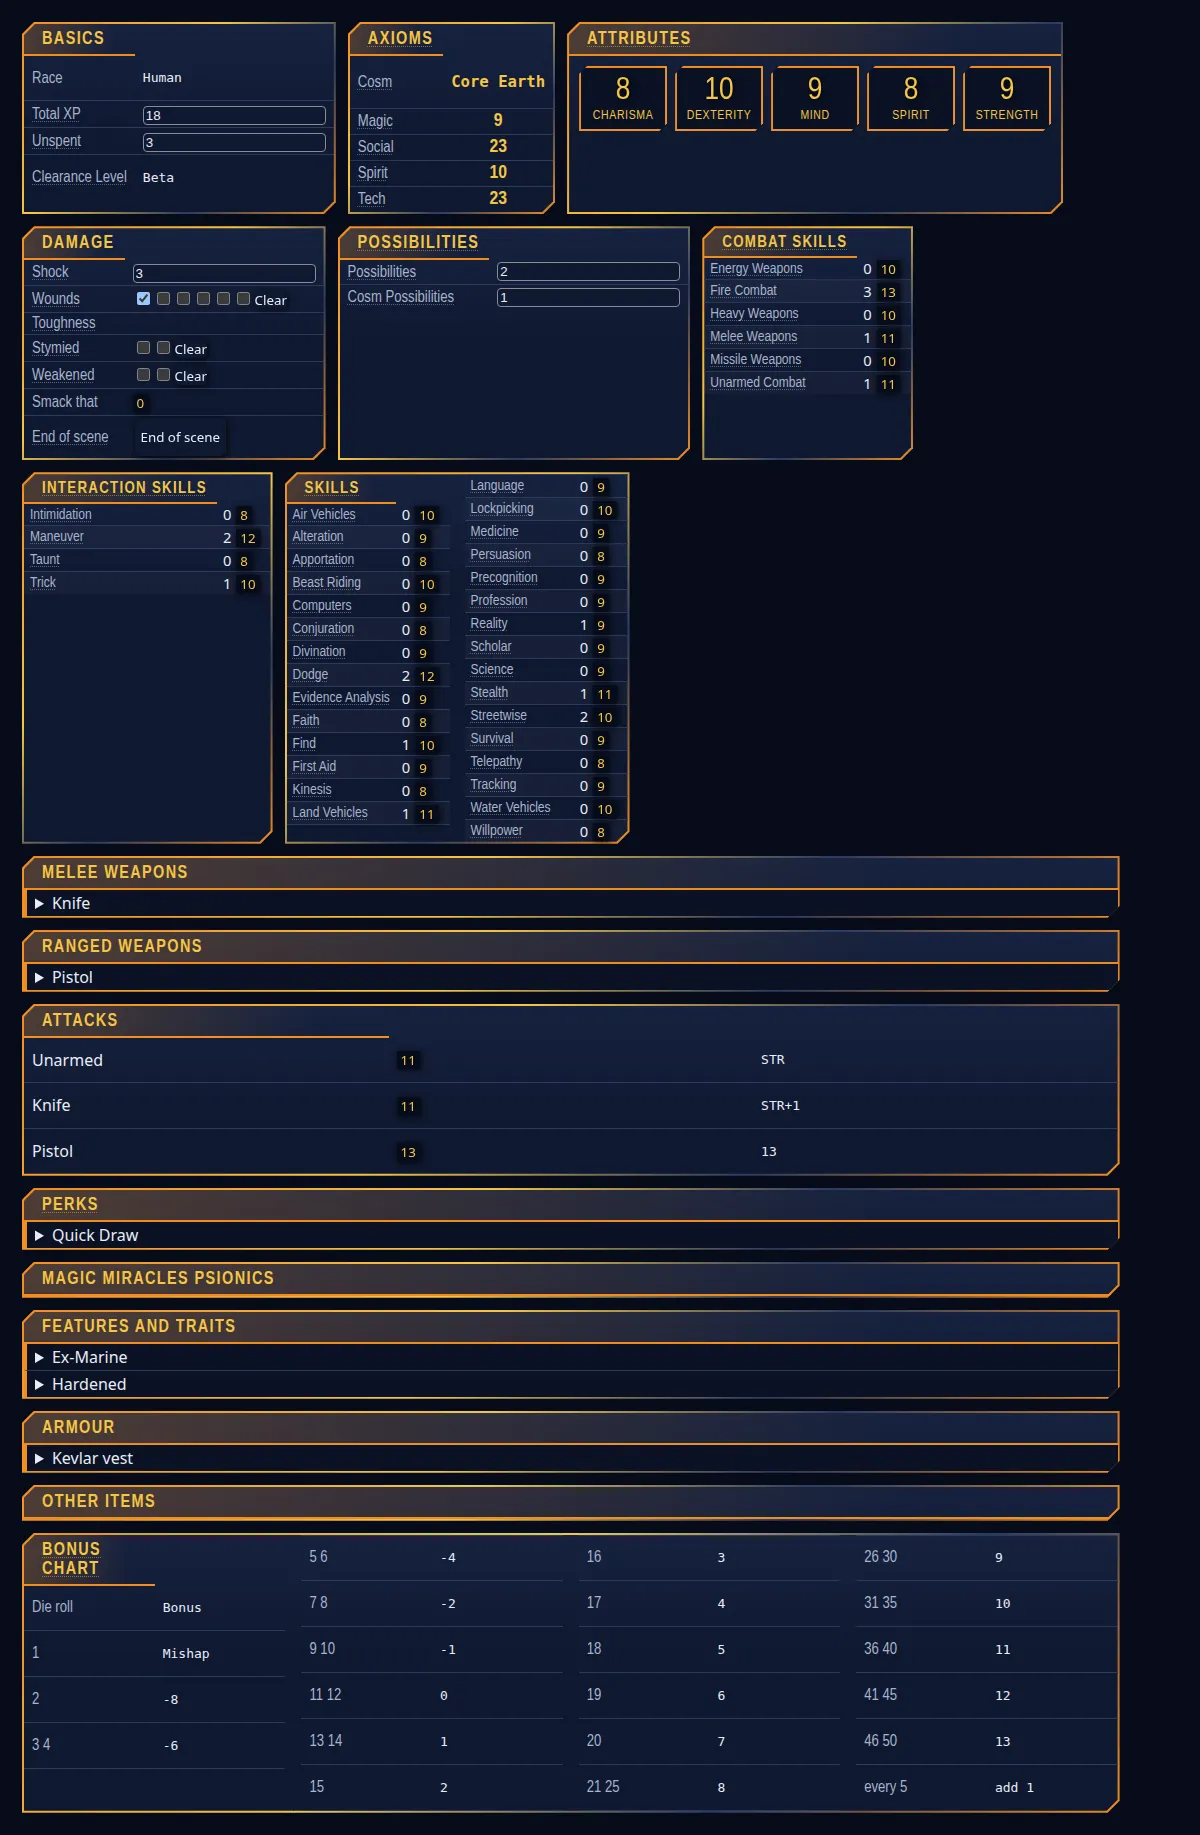 BASICS
Race Human
Total XP 18
Unspent 3
Clearance Level Beta
AXIOMS
Cosm Core Earth
Magic 9
Social 23
Spirit 10
Tech 23
ATTRIBUTES
8 10 9 8 9
CHARISMA DEXTERITY MIND SPIRIT STRENGTH
DAMAGE
Shock 3
Wounds Clear
Toughness
Stymied Clear
Weakened Clear
Smack that 0
End of scene End of scene
POSSIBILITIES
Possibilities 2
Cosm Possibilities 1
COMBAT SKILLS
Energy Weapons 0 10
Fire Combat 3 13
Heavy Weapons 0 10
Melee Weapons 1 11
Missile Weapons 0 10
Unarmed Combat 1 11
INTERACTION SKILLS
Intimidation 0 8
Maneuver 2 12
Taunt 0 8
Trick 1 10
SKILLS
Air Vehicles 0 10
Alteration 0 9
Apportation 0 8
Beast Riding 0 10
Computers 0 9
Conjuration 0 8
Divination 0 9
Dodge 2 12
Evidence Analysis 0 9
Faith 0 8
Find 1 10
First Aid 0 9
Kinesis 0 8
Land Vehicles 1 11
Language 0 9
Lockpicking 0 10
Medicine 0 9
Persuasion 0 8
Precognition 0 9
Profession 0 9
Reality 1 9
Scholar 0 9
Science 0 9
Stealth 1 11
Streetwise 2 10
Survival 0 9
Telepathy 0 8
Tracking 0 9
Water Vehicles 0 10
Willpower 0 8
MELEE WEAPONS
Knife
RANGED WEAPONS
Pistol
ATTACKS
Unarmed 11 STR
Knife 11 STR+1
Pistol 13 13
PERKS
Quick Draw
MAGIC MIRACLES PSIONICS
FEATURES AND TRAITS
Ex-Marine
Hardened
ARMOUR
Kevlar vest
OTHER ITEMS
BONUS
CHART
Die roll Bonus
1 Mishap
2 -8
3 4 -6
5 6 -4
7 8 -2
9 10 -1
11 12 0
13 14 1
15 2
16 3
17 4
18 5
19 6
20 7
21 25 8
26 30 9
31 35 10
36 40 11
41 45 12
46 50 13
every 5 add 1